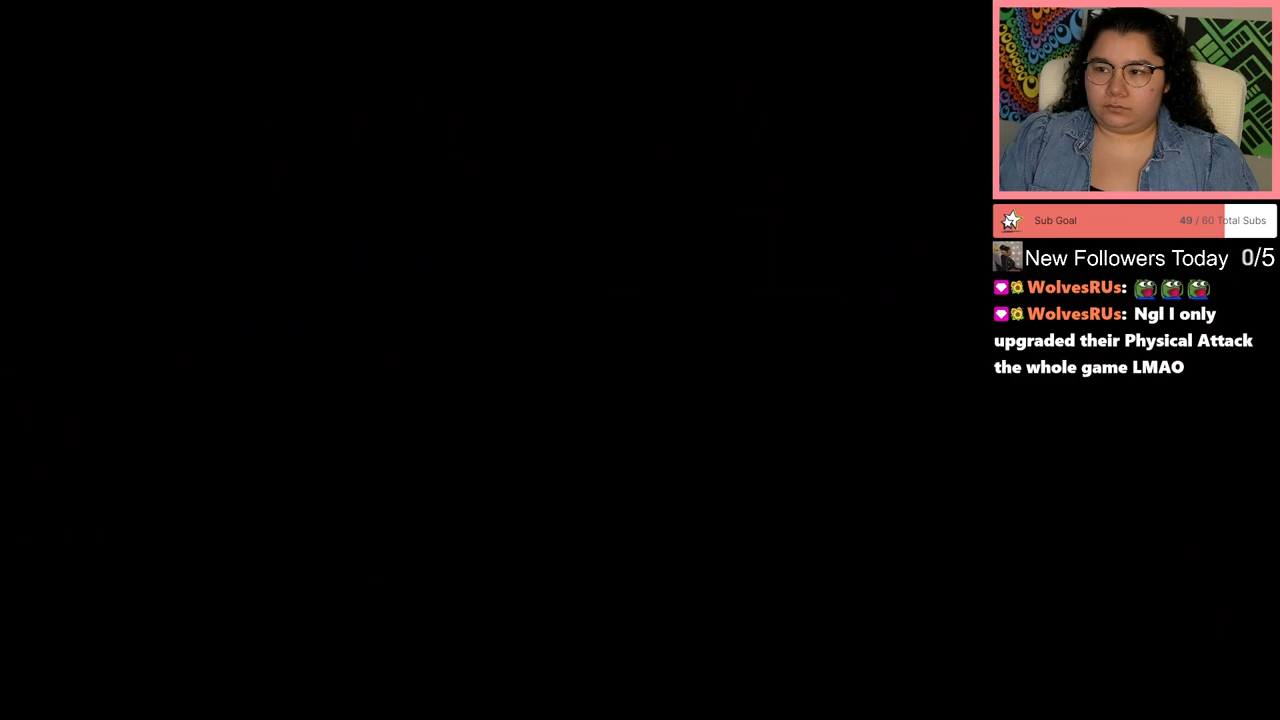 Sub Goal 49 / 60 Total Subs
New Followers Today 0/5
WolvesRUs:
WolvesRUs: Ngl I only
upgraded their Physical Attack
the whole game LMAO